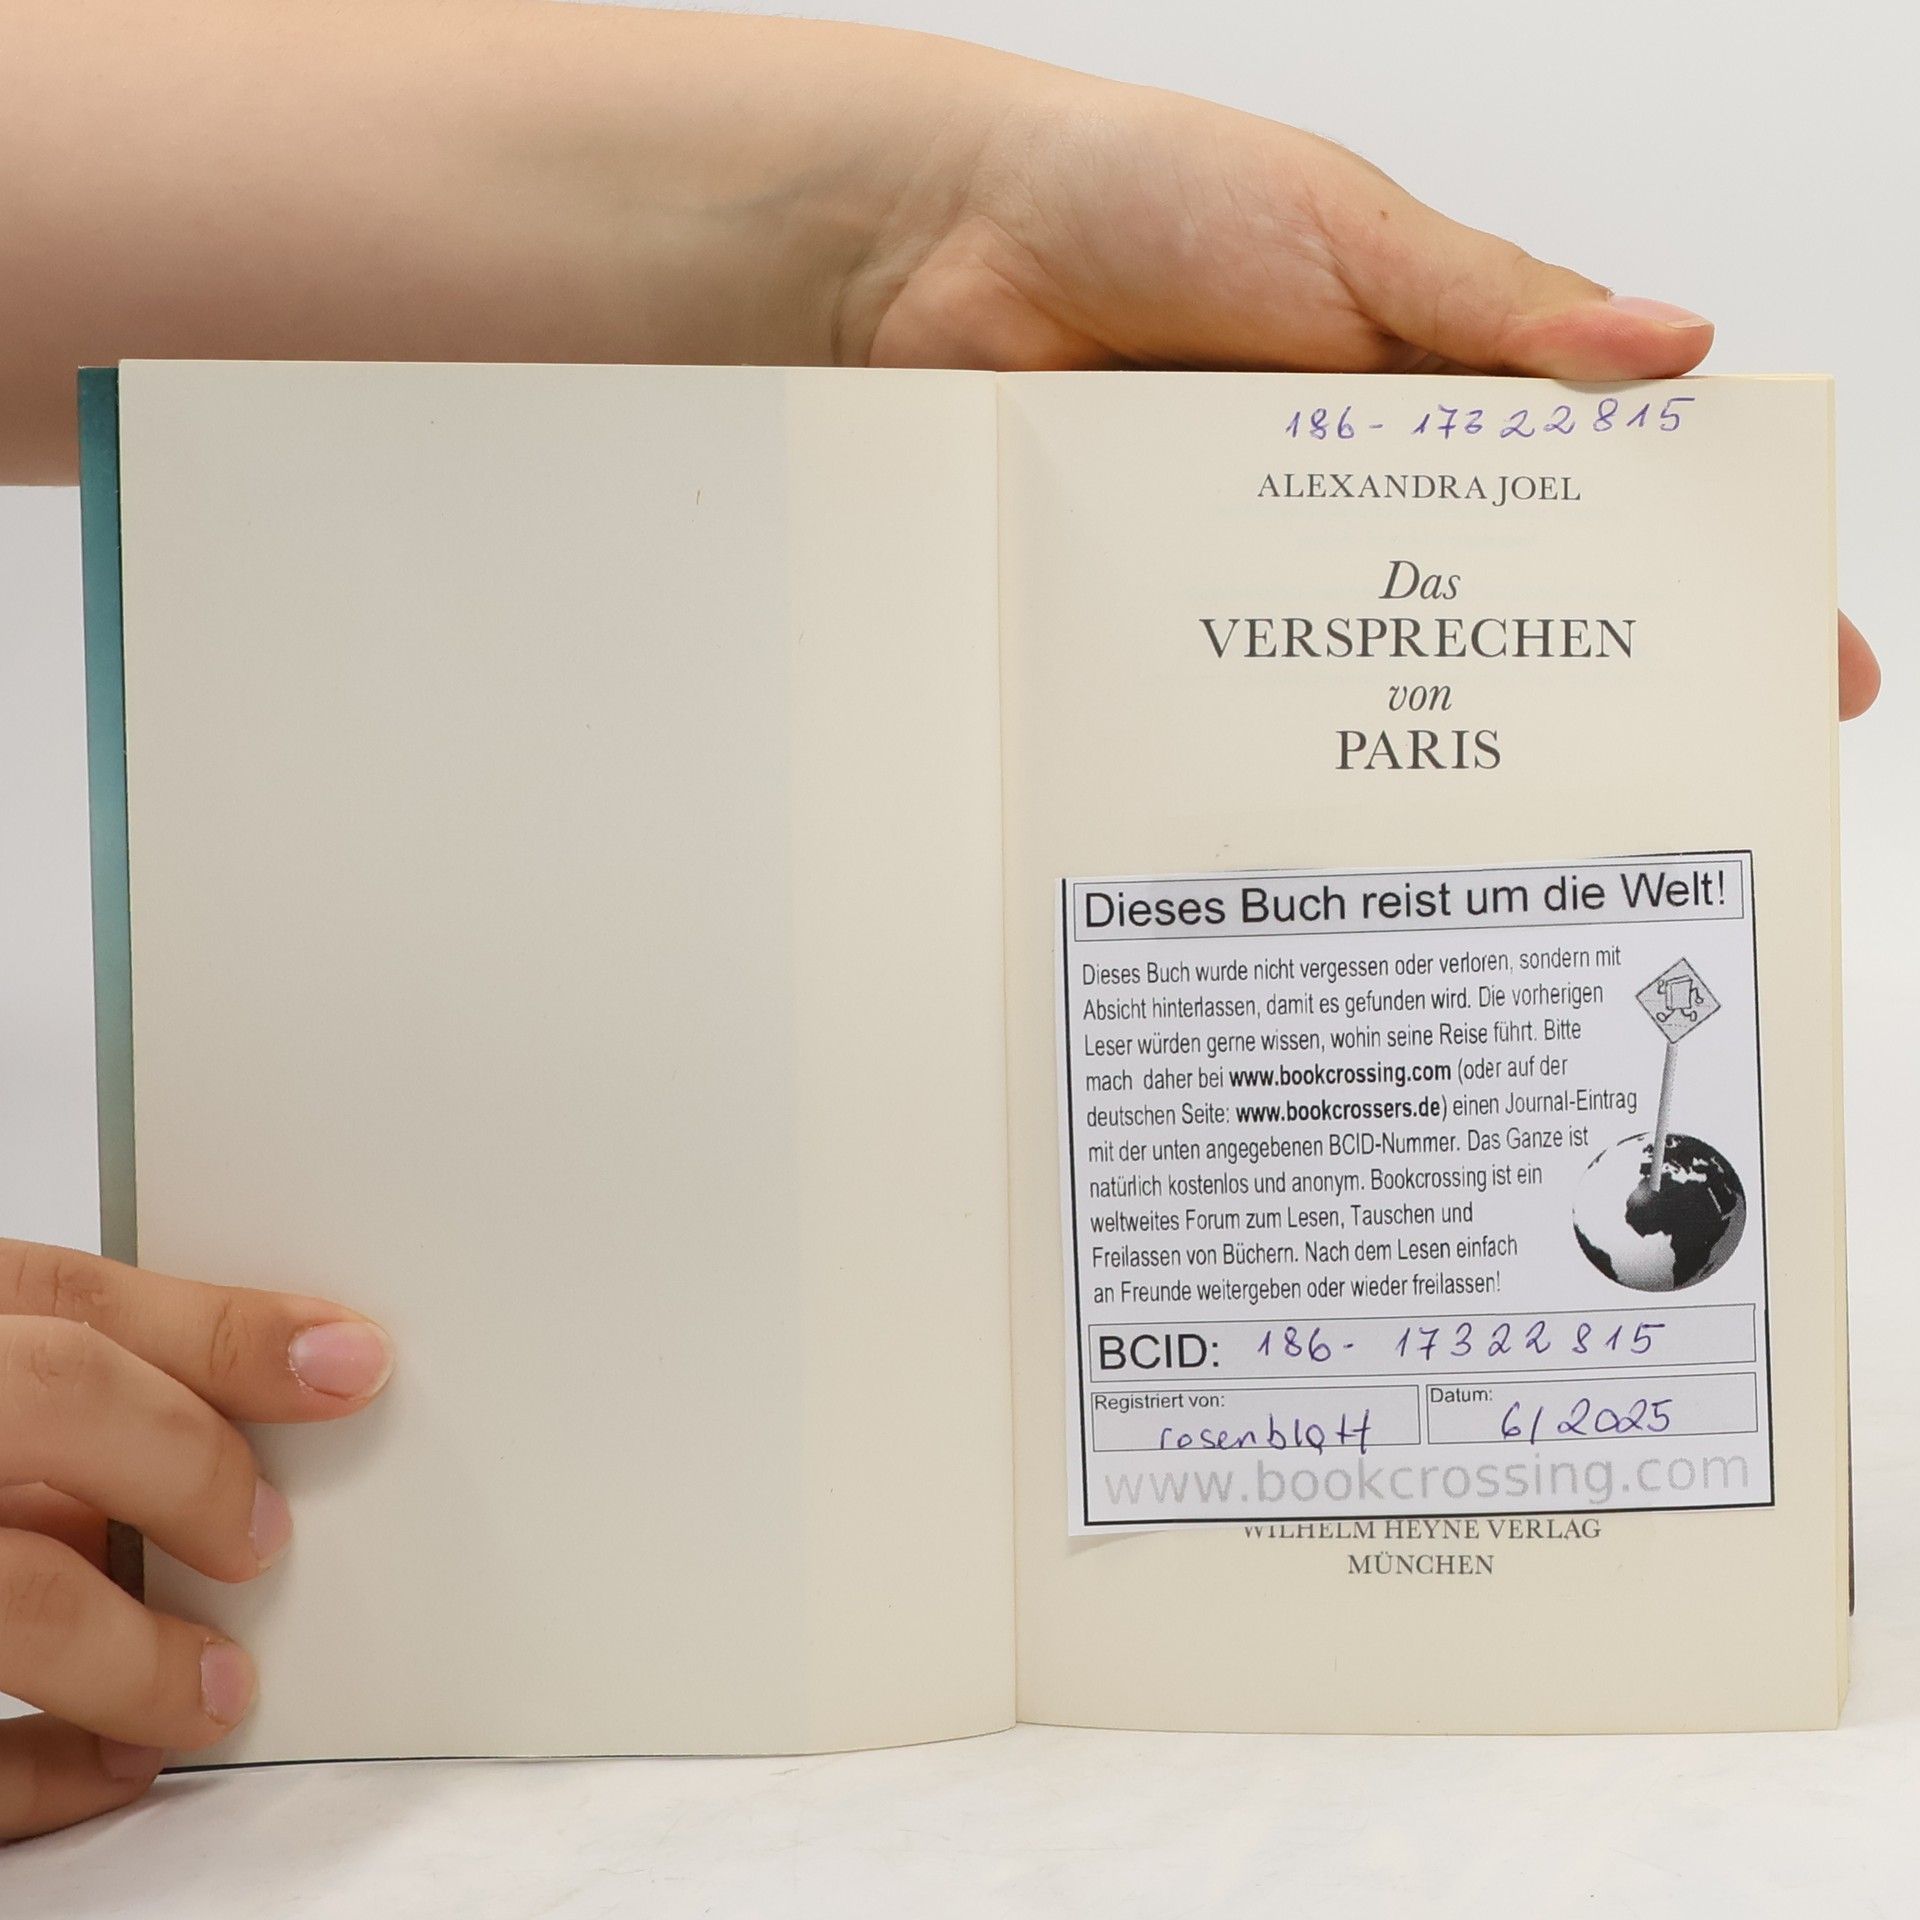 186- 17322815
ALEXANDRA JOEL
Das
VERSPRECHEN
von
PARIS
Dieses Buch reist um die Welt!
Dieses Buch wurde nicht vergessen oder verloren, sondern mit
Absicht hinterlassen, damit es gefunden wird. Die vorherigen
Leser würden gerne wissen, wohin seine Reise führt. Bitte
mach daher bei www.bookcrossing.com (oder auf der
deutschen Seite: www.bookcrossers.de) einen Journal-Eintrag
mit der unten angegebenen BCID-Nummer. Das Ganze ist
natürlich kostenlos und anonym. Bookcrossing ist ein
weltweites Forum zum Lesen, Tauschen und
Freilassen von Büchern. Nach dem Lesen einfach
an Freunde weitergeben oder wieder freilassen!
BCID: 186- 17322815
Registriert von: rosenblatt
Datum: 6/2025
www.bookcrossing.com
WILHELM HEYNE VERLAG
MÜNCHEN